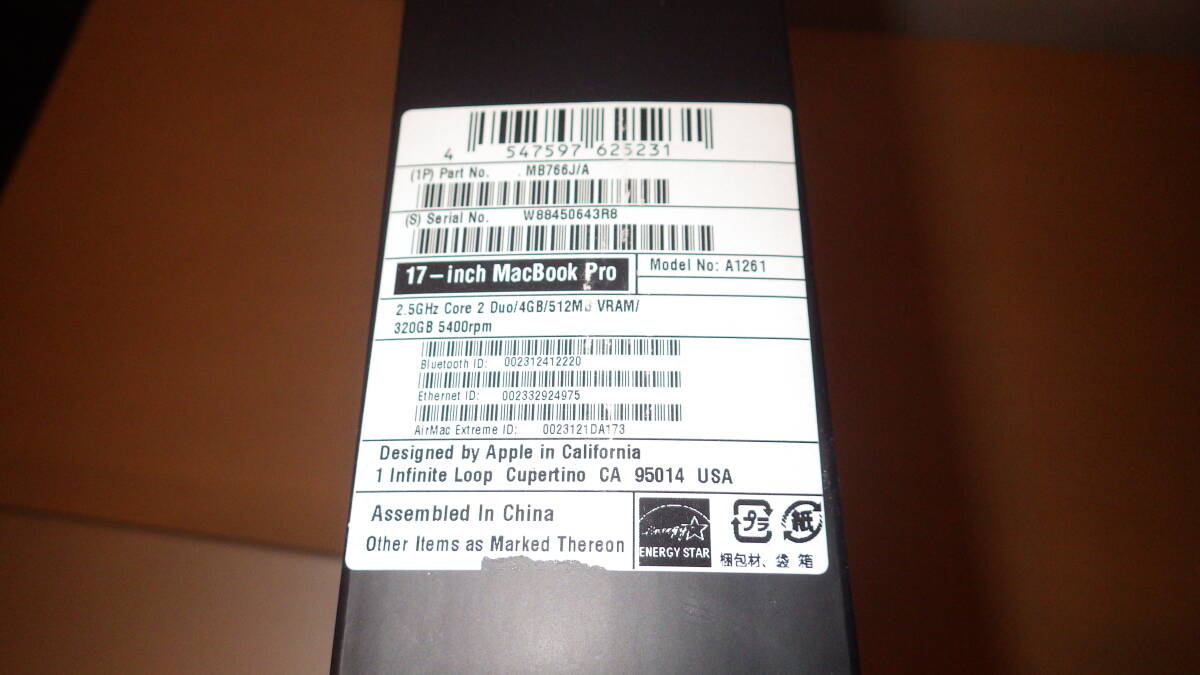 4 547597 625231
(1P) Part No. MB766J/A
(S) Serial No. W88450643R8
17-inch MacBook Pro
Model No: A1261
2.5GHz Core 2 Duo/4GB/512MB VRAM/
320GB 5400rpm
Bluetooth ID: 002312412220
Ethernet ID: 002332924975
AirMac Extreme ID: 0023121DA173
Designed by Apple in California
1 Infinite Loop Cupertino CA 95014 USA
Assembled In China
Other Items as Marked Thereon
energy
ENERGY STAR
プラ
紙
梱包材、袋 箱